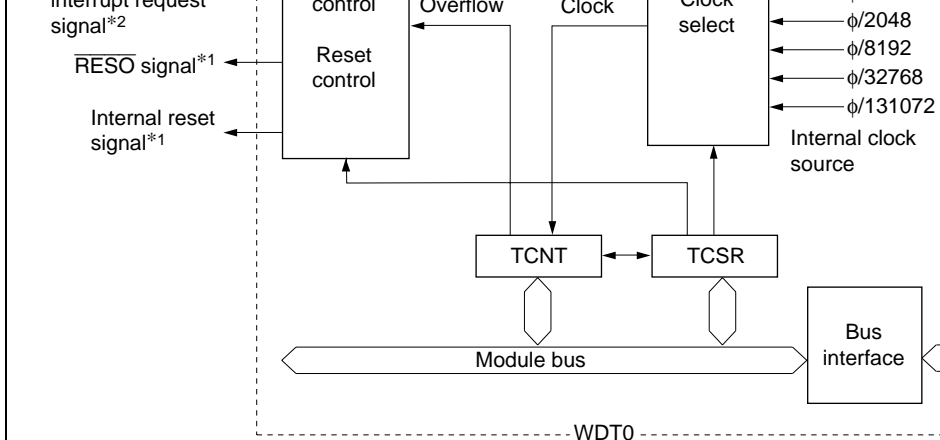 interrupt request
signal*2
control
Overflow
Clock
Clock
select
φ/2048
φ/8192
φ/32768
φ/131072
Internal clock
source
RESO signal*1
Reset
control
Internal reset
signal*1
TCNT
TCSR
Bus
interface
Module bus
WDT0